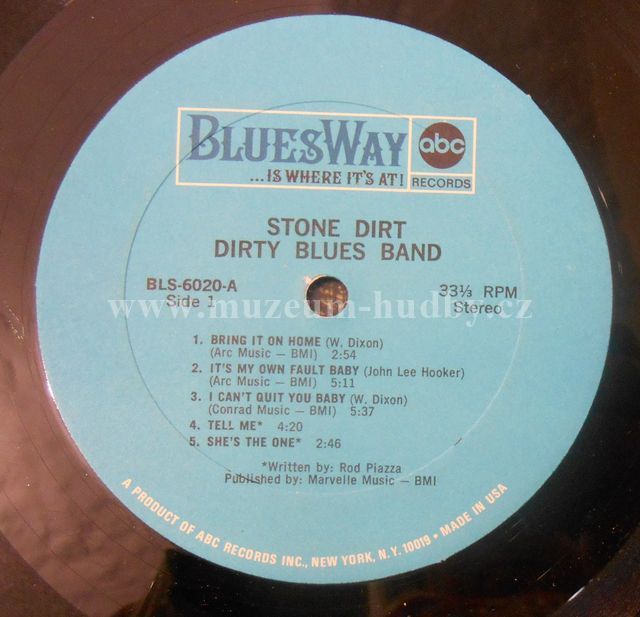 BLUESWAY
...IS WHERE IT'S AT!
abc
RECORDS
STONE DIRT
DIRTY BLUES BAND
BLS-6020-A
Side 1
33⅓ RPM
Stereo
www.muzeum-hudby.cz
1. BRING IT ON HOME (W. Dixon)
(Arc Music — BMI) 2:54
2. IT'S MY OWN FAULT BABY (John Lee Hooker)
(Arc Music — BMI) 5:11
3. I CAN'T QUIT YOU BABY (W. Dixon)
(Conrad Music — BMI) 5:37
4. TELL ME* 4:20
5. SHE'S THE ONE* 2:46
*Written by: Rod Piazza
Published by: Marvelle Music — BMI
A PRODUCT OF ABC RECORDS INC., NEW YORK, N.Y. 10019 • MADE IN USA